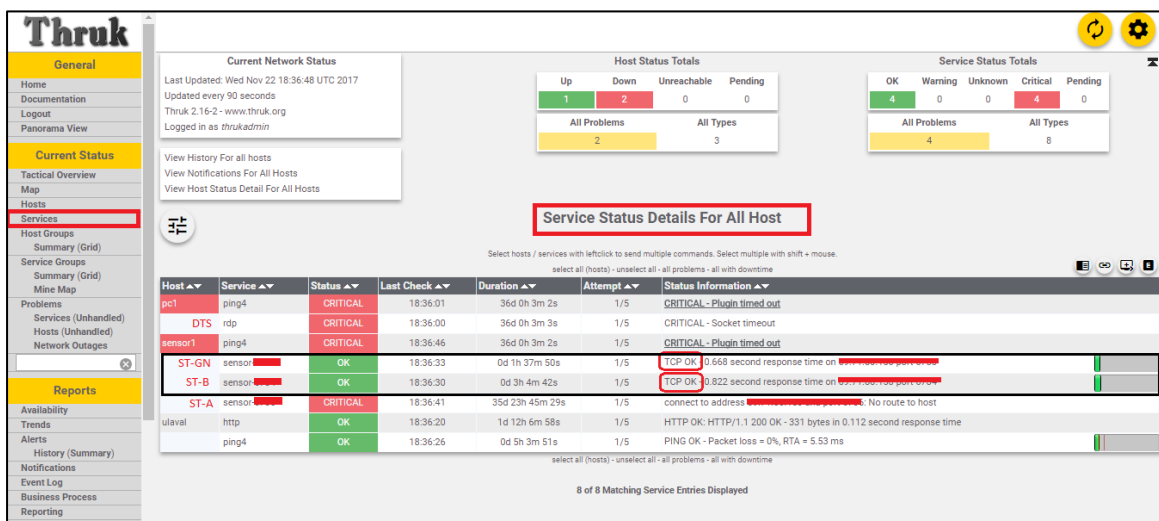 Thruk
General
Home
Documentation
Logout
Panorama View
Current Status
Tactical Overview
Map
Hosts
Services
Host Groups
Summary (Grid)
Service Groups
Summary (Grid)
Mine Map
Problems
Services (Unhandled)
Hosts (Unhandled)
Network Outages
Reports
Availability
Trends
Alerts
History (Summary)
Notifications
Event Log
Business Process
Reporting
Current Network Status
Last Updated: Wed Nov 22 18:36:48 UTC 2017
Updated every 90 seconds
Thruk 2.16-2 - www.thruk.org
Logged in as thrukadmin
View History For all hosts
View Notifications For All Hosts
View Host Status Detail For All Hosts
Host Status Totals
Up Down Unreachable Pending
1 2 0 0
All Problems All Types
2 3
Service Status Totals
OK Warning Unknown Critical Pending
4 0 0 4 0
All Problems All Types
4 8
Service Status Details For All Host
Select hosts / services with leftclick to send multiple commands. Select multiple with shift + mouse.
select all (hosts) - unselect all - all problems - all with downtime
Host Service Status Last Check Duration Attempt Status Information
pc1 ping4 CRITICAL 18:36:01 36d 0h 3m 2s 1/5 CRITICAL - Plugin timed out
DTS rdp CRITICAL 18:36:00 36d 0h 3m 3s 1/5 CRITICAL - Socket timeout
sensor1 ping4 CRITICAL 18:36:46 36d 0h 3m 0s 1/5 CRITICAL - Plugin timed out
ST-GN sensor- OK 18:36:33 0d 1h 37m 50s 1/5 TCP OK - 0.668 second response time on
ST-B sensor- OK 18:36:30 0d 3h 4m 42s 1/5 TCP OK - 0.822 second response time on
ST-A sensor- CRITICAL 18:36:41 35d 23h 45m 29s 1/5 connect to address : No route to host
ulaval http OK 18:36:20 1d 12h 6m 58s 1/5 HTTP OK: HTTP/1.1 200 OK - 331 bytes in 0.112 second response time
ping4 OK 18:36:26 0d 5h 3m 51s 1/5 PING OK - Packet loss = 0%, RTA = 5.53 ms
select all (hosts) - unselect all - all problems - all with downtime
8 of 8 Matching Service Entries Displayed